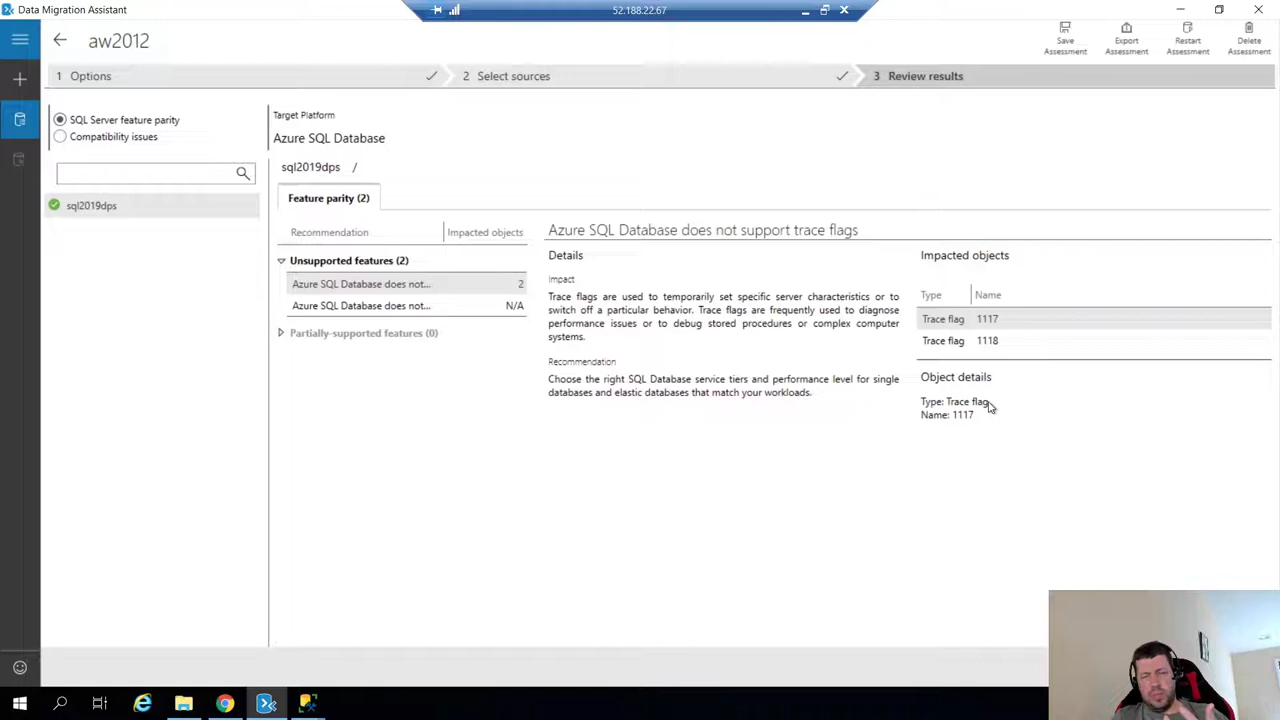 Data Migration Assistant
52.188.22.67
aw2012
Save Assessment
Export Assessment
Restart Assessment
Delete Assessment
1 Options
2 Select sources
3 Review results
SQL Server feature parity
Compatibility issues
sql2019dps
Target Platform
Azure SQL Database
sql2019dps /
Feature parity (2)
Recommendation Impacted objects
Unsupported features (2)
Azure SQL Database does not... 2
Azure SQL Database does not... N/A
Partially-supported features (0)
Azure SQL Database does not support trace flags
Details
Impact
Trace flags are used to temporarily set specific server characteristics or to
switch off a particular behavior. Trace flags are frequently used to diagnose
performance issues or to debug stored procedures or complex computer
systems.
Recommendation
Choose the right SQL Database service tiers and performance level for single
databases and elastic databases that match your workloads.
Impacted objects
Type Name
Trace flag 1117
Trace flag 1118
Object details
Type: Trace flag
Name: 1117